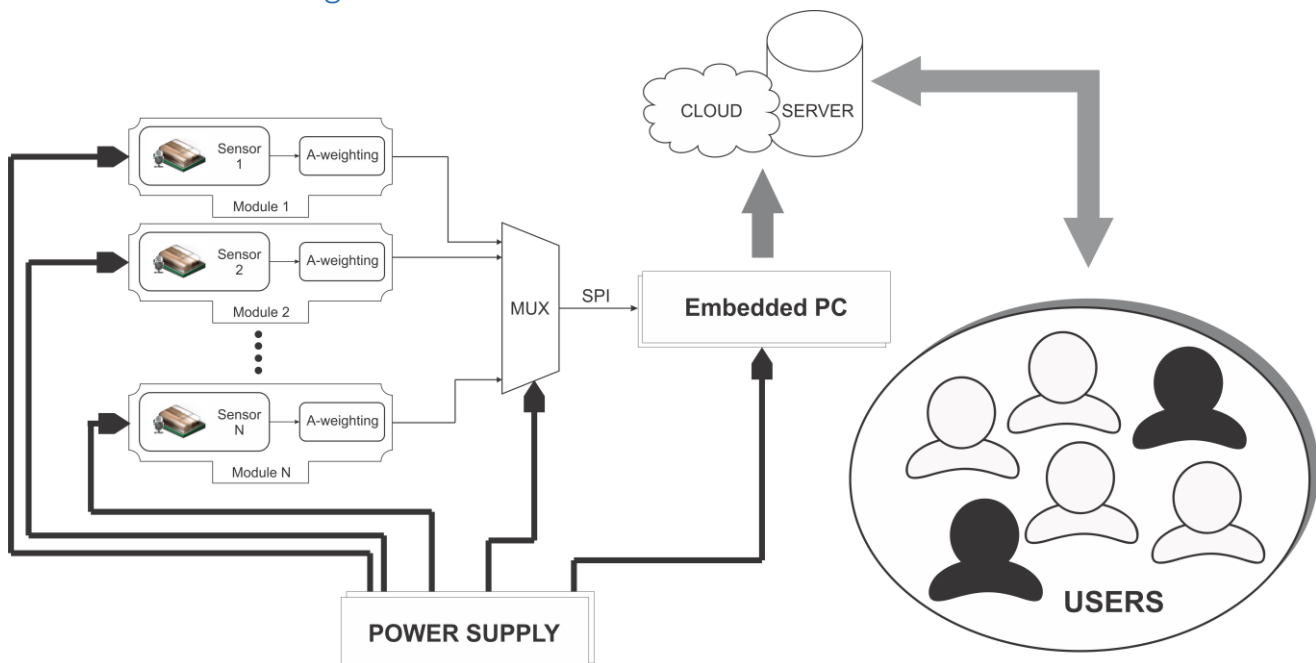 CLOUD
SERVER
Sensor
1
A-weighting
Module 1
Sensor
2
A-weighting
Module 2
MUX
SPI
Embedded PC
Sensor
N
A-weighting
Module N
USERS
POWER SUPPLY